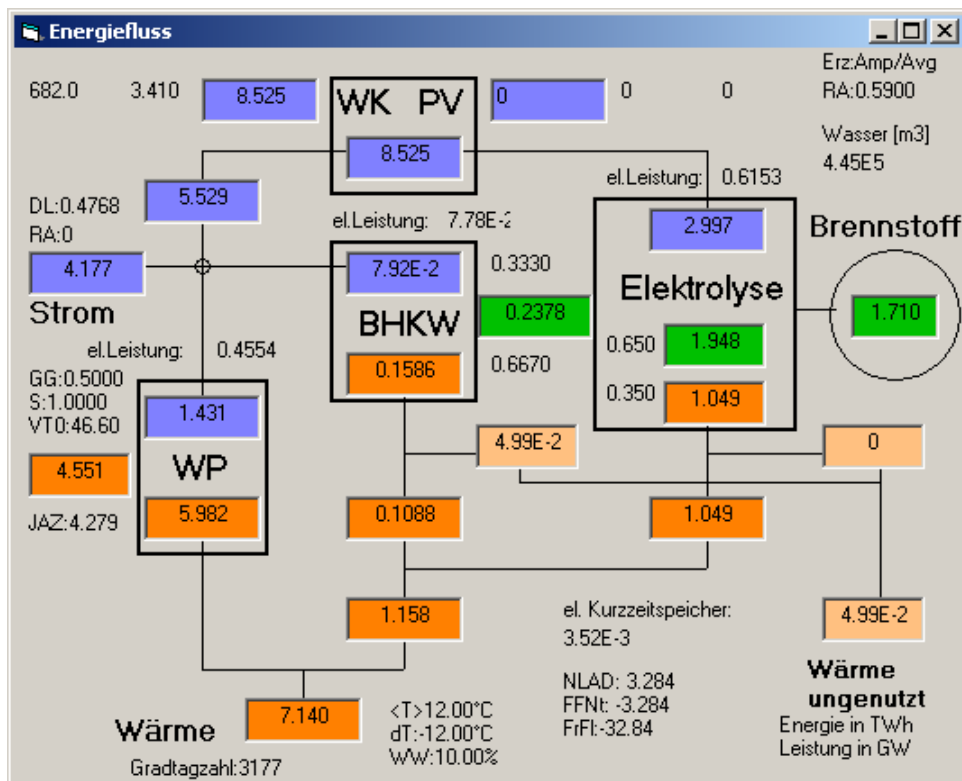 Energiefluss
682.0 3.410 8.525 WK PV 0 0 0
Erz:Amp/Avg
RA:0.5900
8.525
Wasser [m3]
4.45E5
5.529
el.Leistung: 0.6153
DL:0.4768
RA:0
el.Leistung: 7.78E-2
2.997
Brennstoff
4.177
7.92E-2
0.3330
Strom
Elektrolyse
BHKW
0.2378
1.710
el.Leistung: 0.4554
0.650 1.948
0.1586
0.6670
GG:0.5000
S:1.0000
VT0:46.60
0.350 1.049
1.431
4.99E-2
0
4.551
WP
JAZ:4.279
5.982
0.1088
1.049
1.158
el. Kurzzeitspeicher:
3.52E-3
4.99E-2
Wärme
ungenutzt
Energie in TWh
Leistung in GW
NLAD: 3.284
FFNt: -3.284
FrFl:-32.84
Wärme
7.140
<T>12.00°C
dT:-12.00°C
WW:10.00%
Gradtagzahl:3177